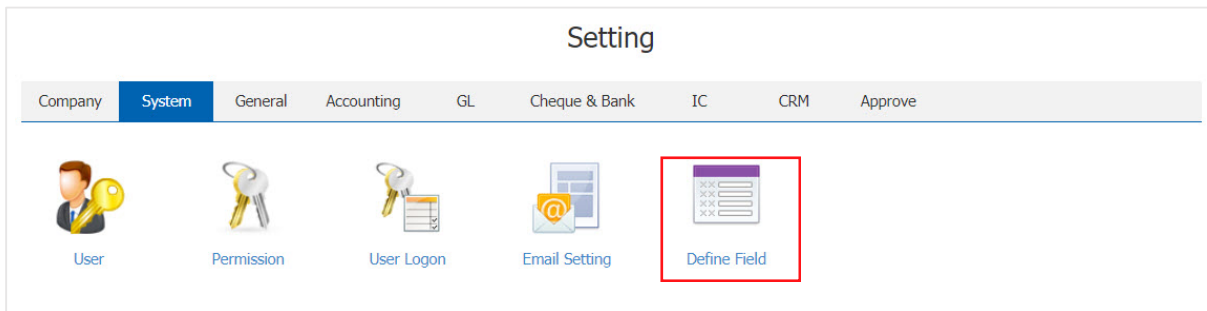 Setting
Company System General Accounting GL Cheque & Bank IC CRM Approve
User Permission User Logon Email Setting Define Field